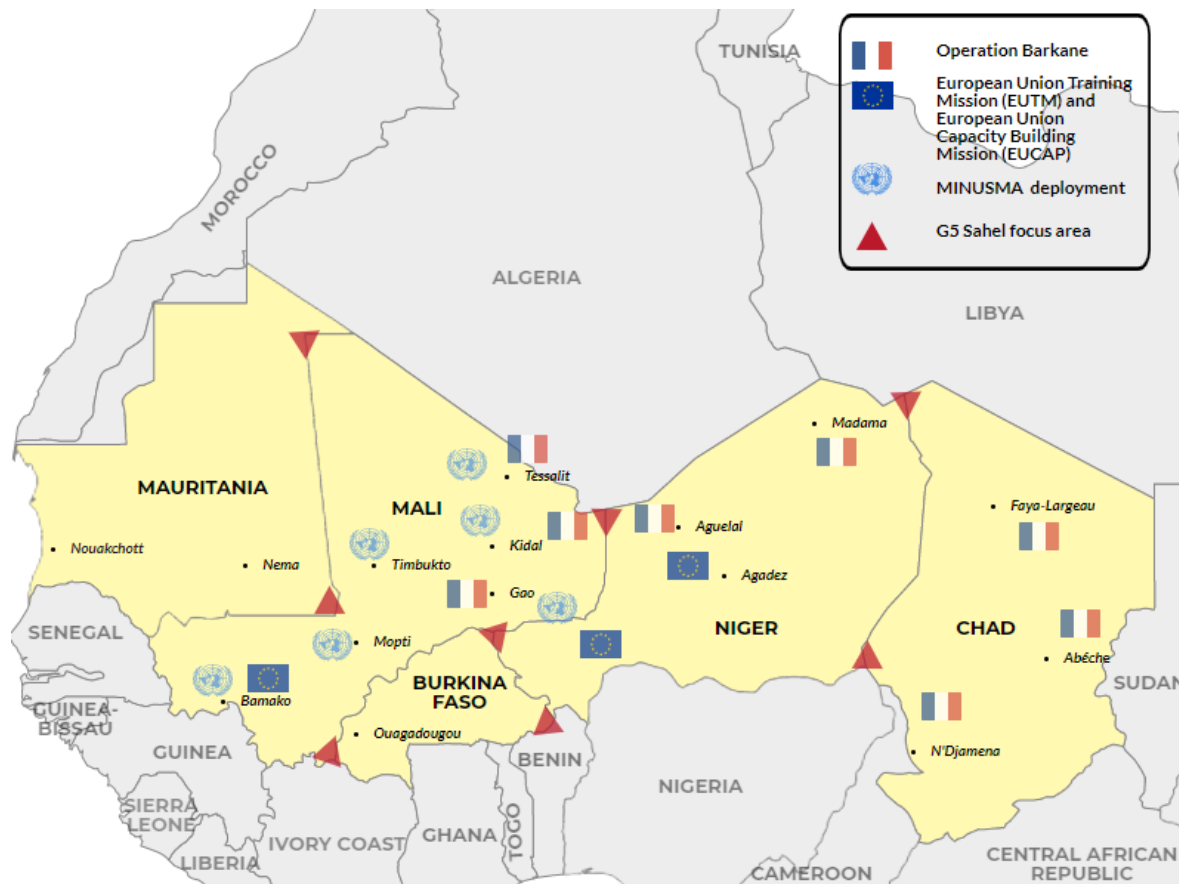 Operation Barkane
European Union Training
Mission (EUTM) and
European Union
Capacity Building
Mission (EUCAP)
MINUSMA deployment
G5 Sahel focus area
TUNISIA
MOROCCO
ALGERIA
LIBYA
Madama
Tessalit
MAURITANIA
MALI
Faya-Largeau
Aguelal
Nouakchott
Kidal
Nema
Timbukto
Agadez
Gao
SENEGAL
NIGER
CHAD
Mopti
Abéche
BURKINA
FASO
SUDAN
Bamako
GUINEA-
BISSAU
Ouagadougou
GUINEA
BENIN
N'Djamena
NIGERIA
SIERRA
LEONE
IVORY COAST
GHANA
TOGO
LIBERIA
CAMEROON
CENTRAL AFRICAN
REPUBLIC